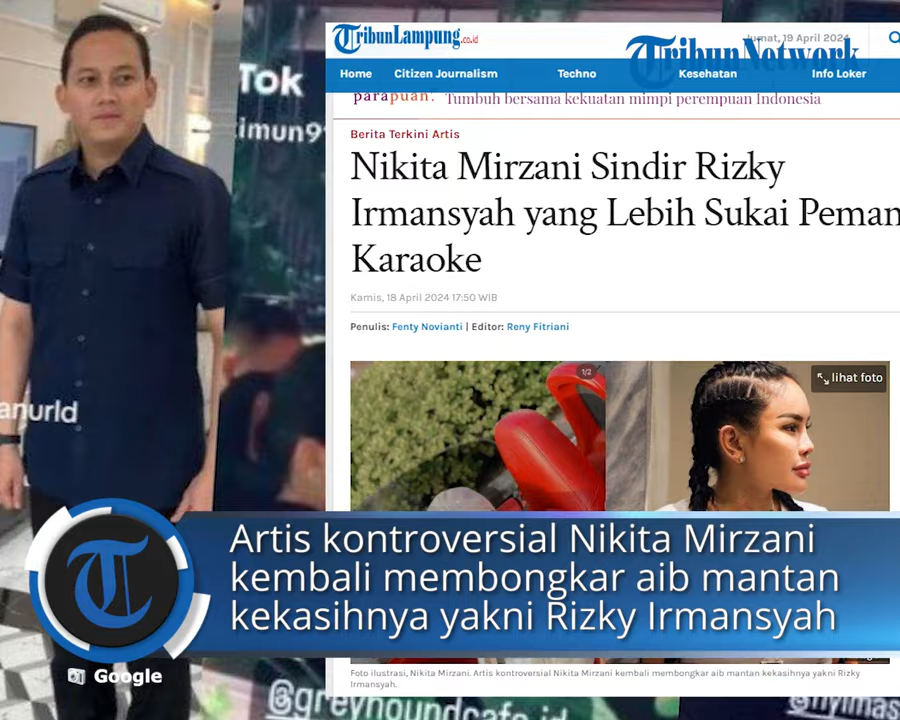 Tok
TribunLampung.co.id
Jumat, 19 April 2024
TribunNetwork
Home Citizen Journalism Techno Kesehatan Info Loker
parapuan. Tumbuh bersama kekuatan mimpi perempuan Indonesia
Berita Terkini Artis
Nikita Mirzani Sindir Rizky
Irmansyah yang Lebih Sukai Peman
Karaoke
Kamis, 18 April 2024 17:50 WIB
Penulis: Fenty Novianti | Editor: Reny Fitriani
1/2
lihat foto
anurld
Artis kontroversial Nikita Mirzani
kembali membongkar aib mantan
kekasihnya yakni Rizky Irmansyah
T
Google
Foto ilustrasi, Nikita Mirzani. Artis kontroversial Nikita Mirzani kembali membongkar aib mantan kekasihnya yakni Rizky
Irmansyah.
@greyhoundcafe.id